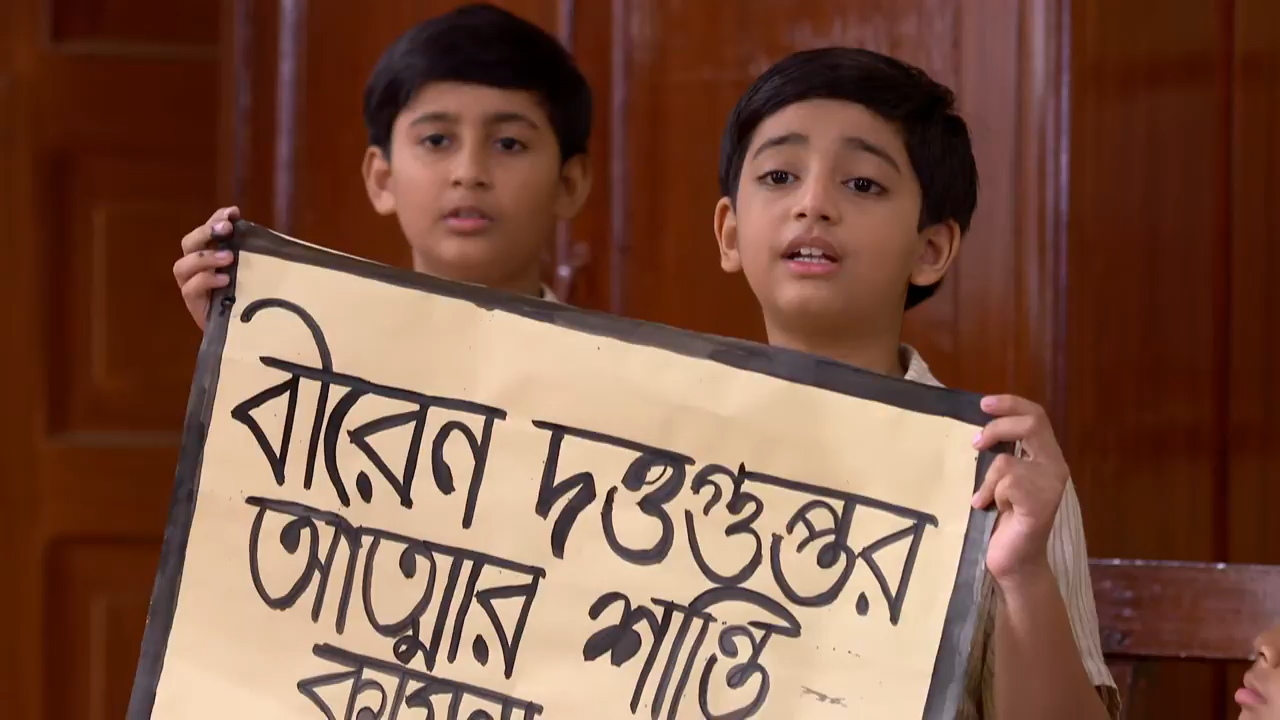 বীরেন দত্তগুপ্তর
আত্মার শান্তি